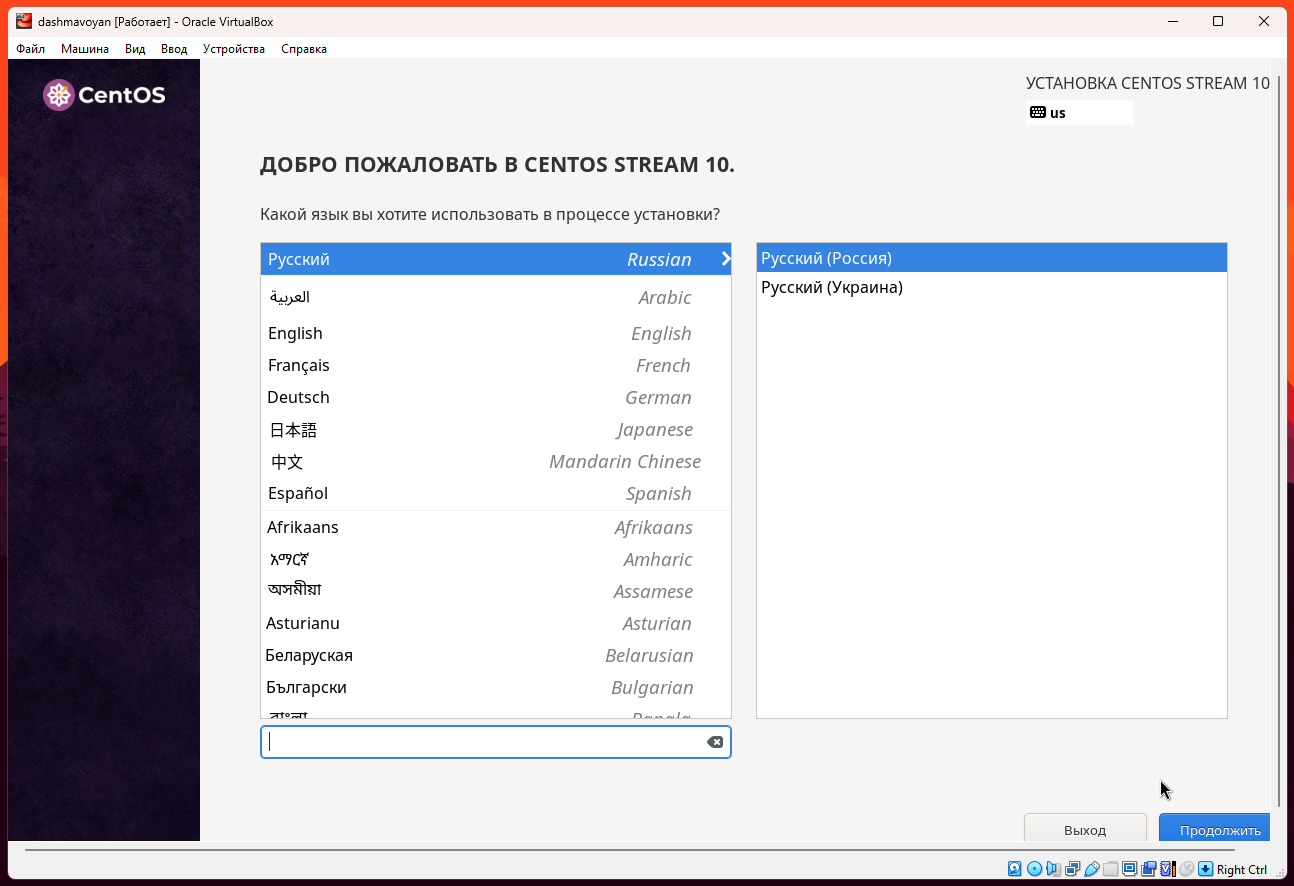 dashmavoyan [Работает] - Oracle VirtualBox
Файл Машина Вид Ввод Устройства Справка
CentOS
УСТАНОВКА CENTOS STREAM 10
us
ДОБРО ПОЖАЛОВАТЬ В CENTOS STREAM 10.
Какой язык вы хотите использовать в процессе установки?
Русский Russian
العربية Arabic
English English
Français French
Deutsch German
日本語 Japanese
中文 Mandarin Chinese
Español Spanish
Afrikaans Afrikaans
አማርኛ Amharic
অসমীয়া Assamese
Asturianu Asturian
Беларуская Belarusian
Български Bulgarian
বাংলা Bangla
Русский (Россия)
Русский (Украина)
Выход Продолжить
Right Ctrl